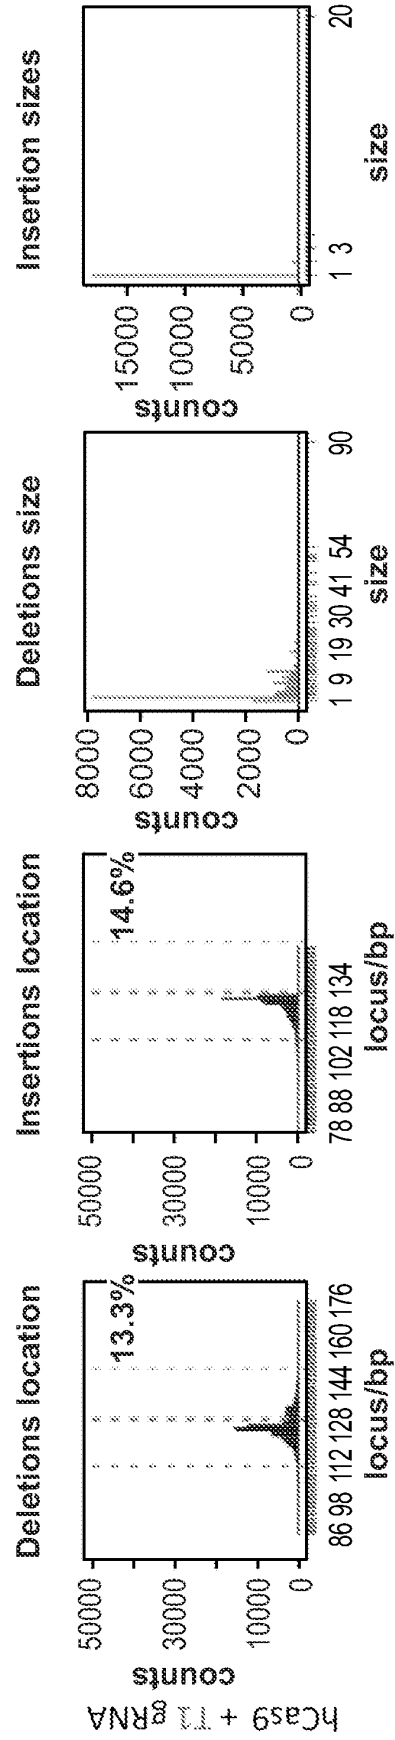 hCas9 + T1 gRNA
Deletions location
counts
50000
30000
10000
0
13.3%
86 98 112 128 144 160 176
locus/bp
Insertions location
counts
50000
30000
10000
0
14.6%
78 88 102 118 134
locus/bp
Deletions size
counts
8000
6000
4000
2000
0
1 9 19 30 41 54 90
size
Insertion sizes
counts
15000
10000
5000
0
1 3 20
size